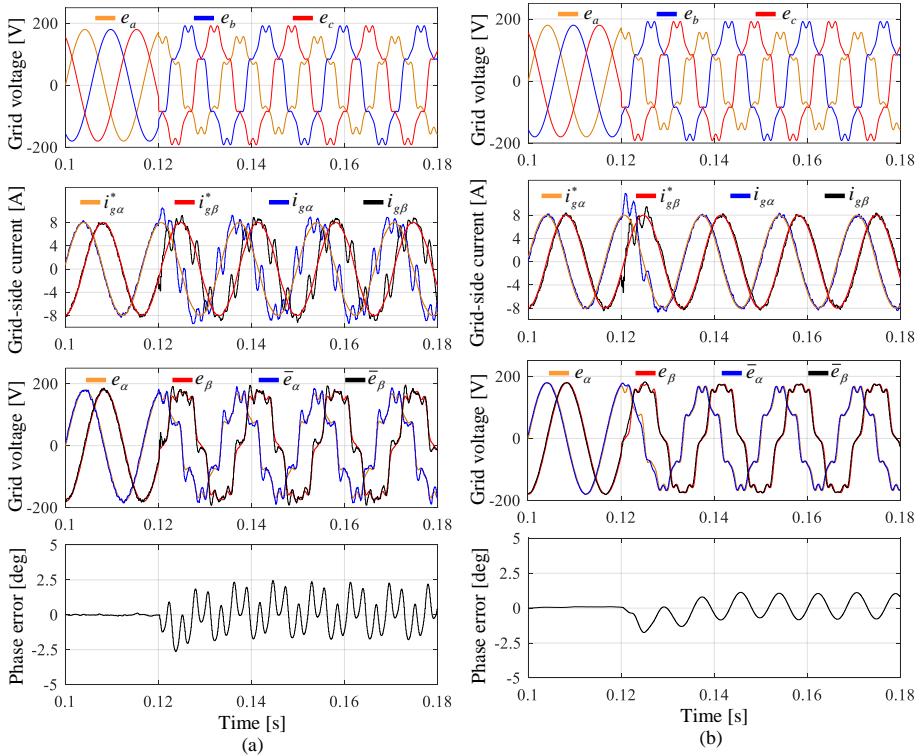 e_a e_b e_c
Grid voltage [V]
200
0
-200
0.1 0.12 0.14 0.16 0.18
i*_gα i*_gβ i_gα i_gβ
Grid-side current [A]
8
4
0
-4
-8
0.1 0.12 0.14 0.16 0.18
e_α e_β e̅_α e̅_β
Grid voltage [V]
200
0
-200
0.1 0.12 0.14 0.16 0.18
Phase error [deg]
5
2.5
0
-2.5
-5
0.1 0.12 0.14 0.16 0.18
Time [s]
(a)
e_a e_b e_c
Grid voltage [V]
200
0
-200
0.1 0.12 0.14 0.16 0.18
i*_gα i*_gβ i_gα i_gβ
Grid-side current [A]
8
4
0
-4
-8
0.1 0.12 0.14 0.16 0.18
e_α e_β e̅_α e̅_β
Grid voltage [V]
200
0
-200
0.1 0.12 0.14 0.16 0.18
Phase error [deg]
5
2.5
0
-2.5
-5
0.1 0.12 0.14 0.16 0.18
Time [s]
(b)